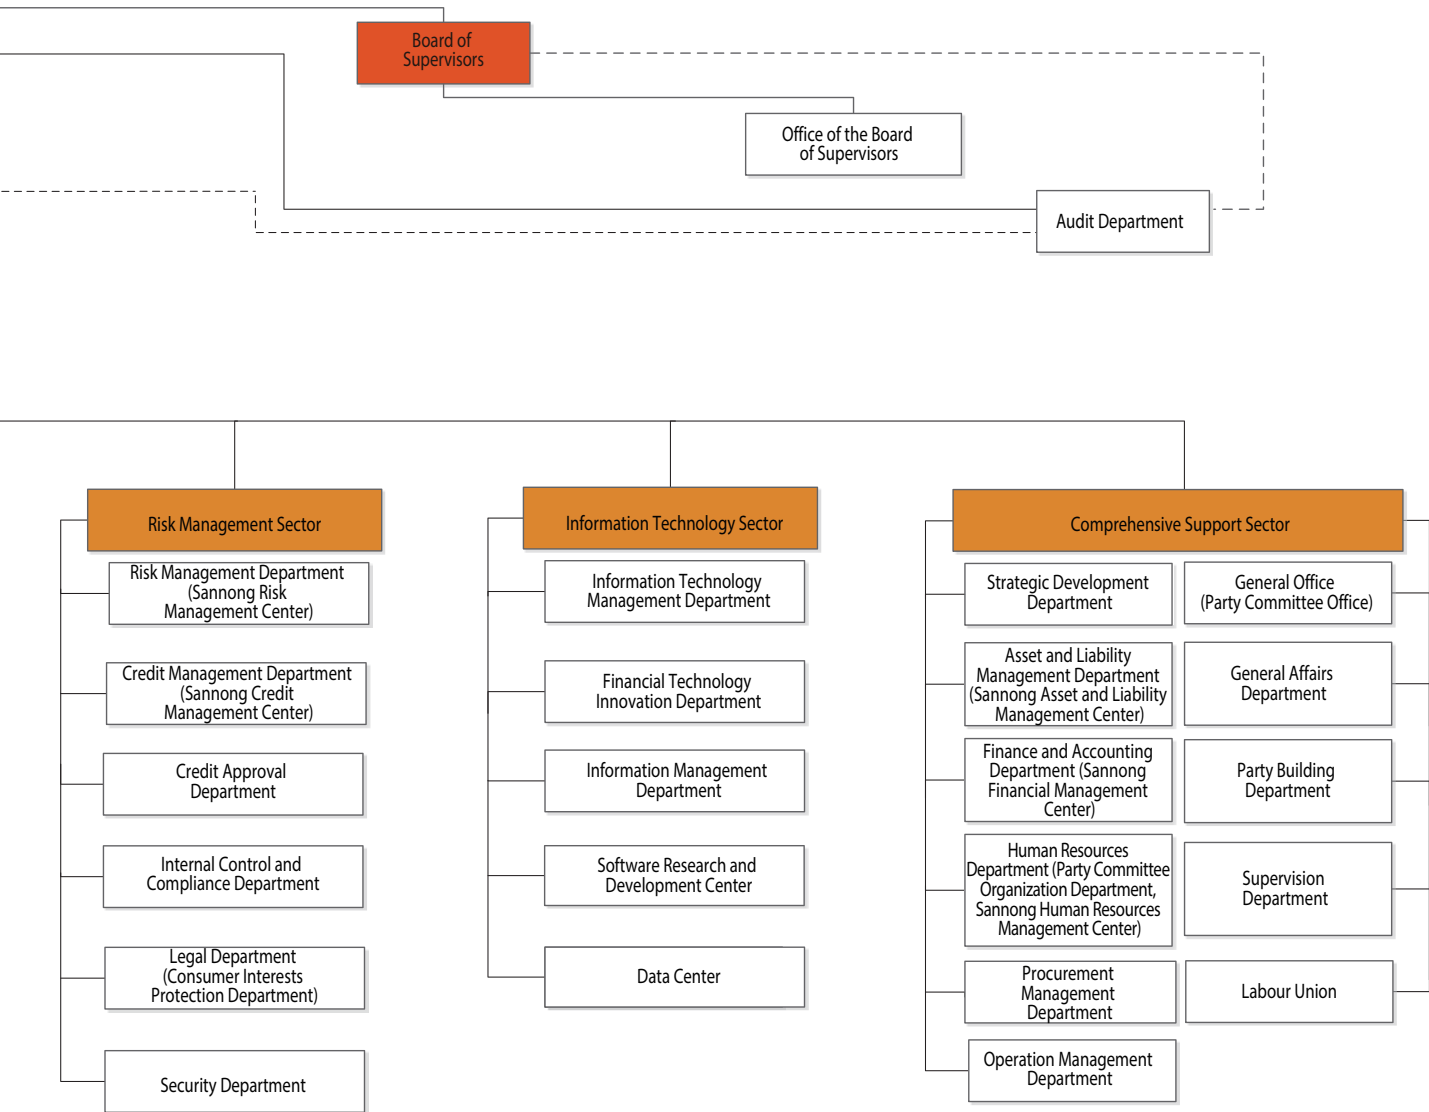 Board of
Supervisors
Office of the Board
of Supervisors
Audit Department
Risk Management Sector
Risk Management Department
(Sannong Risk
Management Center)
Credit Management Department
(Sannong Credit
Management Center)
Credit Approval
Department
Internal Control and
Compliance Department
Legal Department
(Consumer Interests
Protection Department)
Security Department
Information Technology Sector
Information Technology
Management Department
Financial Technology
Innovation Department
Information Management
Department
Software Research and
Development Center
Data Center
Comprehensive Support Sector
Strategic Development
Department
Asset and Liability
Management Department
(Sannong Asset and Liability
Management Center)
Finance and Accounting
Department (Sannong
Financial Management
Center)
Human Resources
Department (Party Committee
Organization Department,
Sannong Human Resources
Management Center)
Procurement
Management
Department
Operation Management
Department
General Office
(Party Committee Office)
General Affairs
Department
Party Building
Department
Supervision
Department
Labour Union